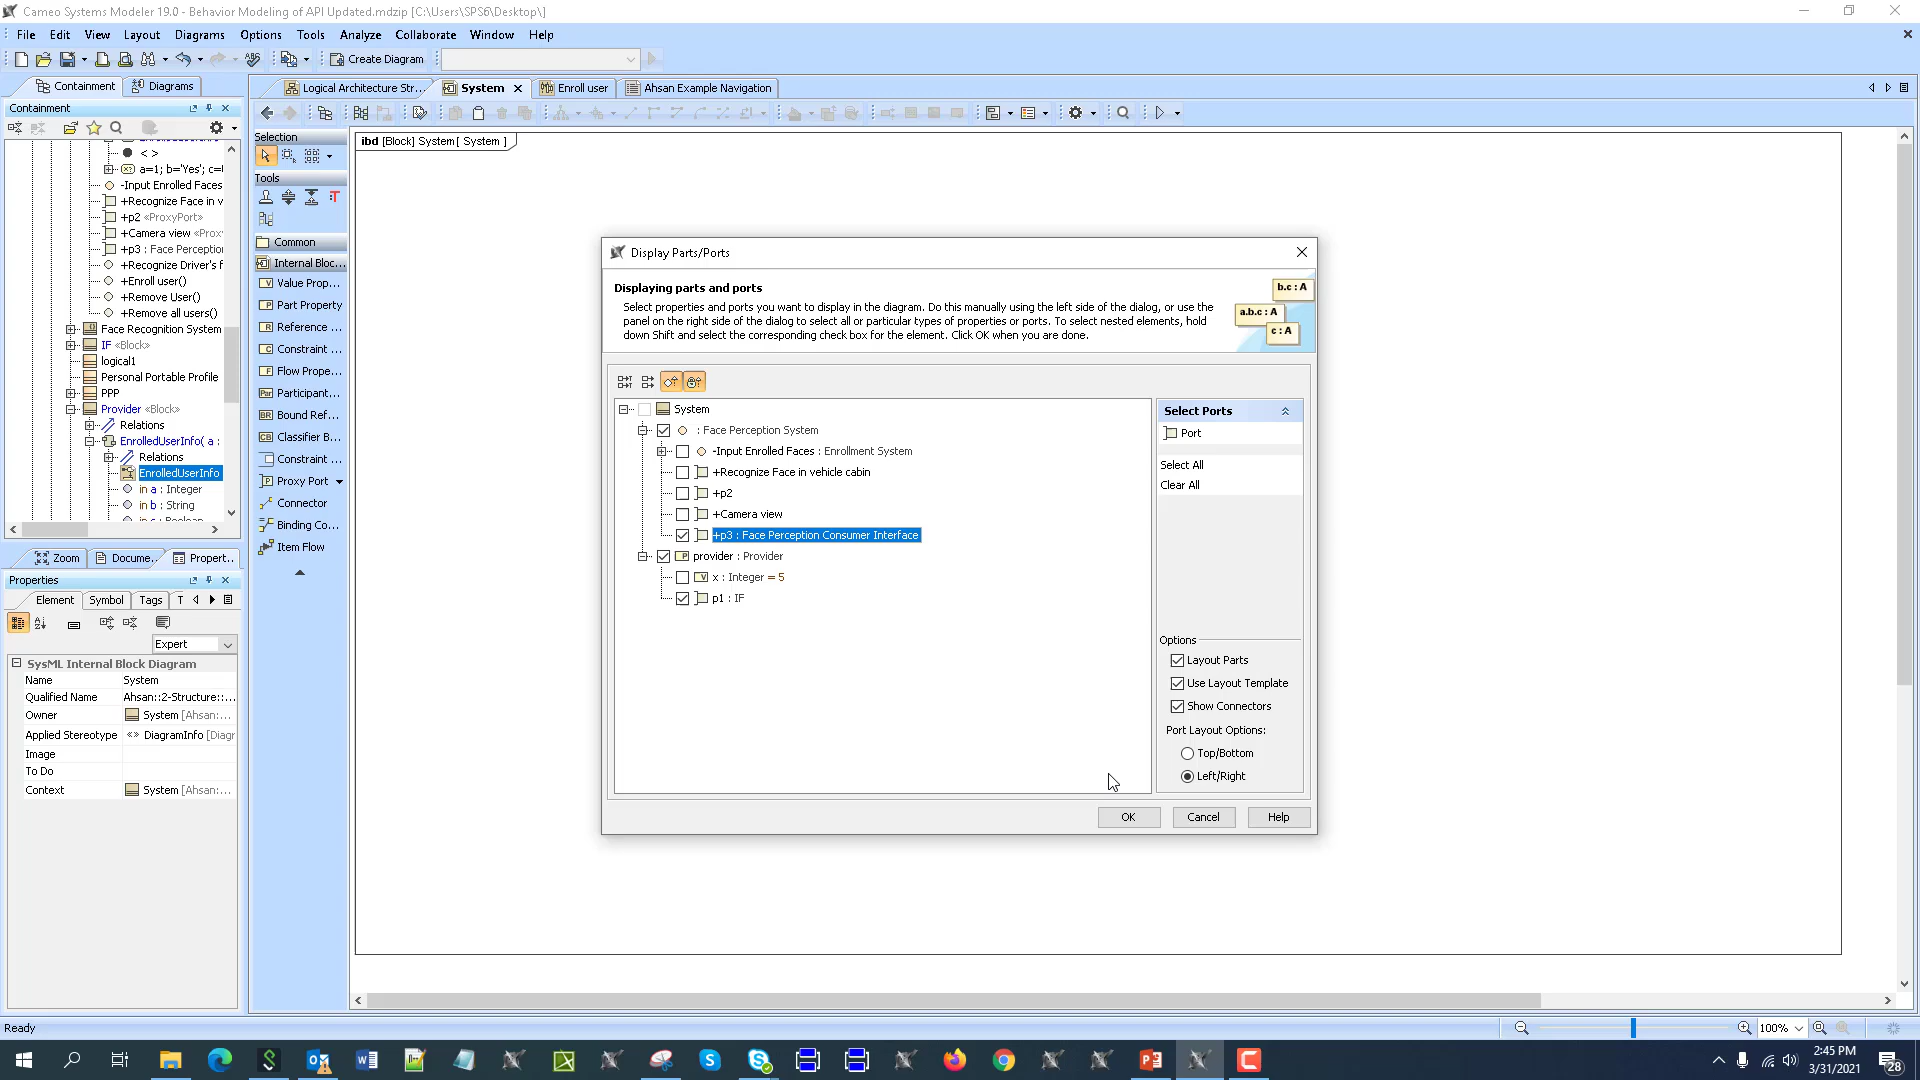 Cameo Systems Modeler 19.0 - Behavior Modeling of API Updated.mdzip [C:\Users\SPS6\Desktop\]
File Edit View Layout Diagrams Options Tools Analyze Collaborate Window Help
Create Diagram
Containment Diagrams
Logical Architecture Str... System Enroll user Ahsan Example Navigation
Containment
Selection
Tools
Common
Internal Bloc...
Value Prop...
Part Property
Reference ...
Constraint ...
Flow Prope...
Participant...
Bound Ref...
Classifier B...
Constraint ...
Proxy Port
Connector
Binding Co...
Item Flow
< >
a=1; b='Yes'; c=
-Input Enrolled Faces
+Recognize Face in v
+p2 «ProxyPort»
+Camera view «Prox
+p3 : Face Perception
+Recognize Driver's f
+Enroll user()
+Remove User()
+Remove all users()
Face Recognition System
IF «Block»
logical1
Personal Portable Profile
PPP
Provider «Block»
Relations
EnrolledUserInfo( a :
Relations
EnrolledUserInfo
in a : Integer
in b : String
Zoom Docume... Propert..
Properties
Element Symbol Tags T
Expert
SysML Internal Block Diagram
Name System
Qualified Name Ahsan::2-Structure::...
Owner System [Ahsan:...
Applied Stereotype «» DiagramInfo [Diagr
Image
To Do
Context System [Ahsan:...
ibd [Block] System[ System ]
Display Parts/Ports
Displaying parts and ports
Select properties and ports you want to display in the diagram. Do this manually using the left side of the dialog, or use the
panel on the right side of the dialog to select all or particular types of properties or ports. To select nested elements, hold
down Shift and select the corresponding check box for the element. Click OK when you are done.
b.c : A
a.b.c : A
c : A
System
: Face Perception System
-Input Enrolled Faces : Enrollment System
+Recognize Face in vehicle cabin
+p2
+Camera view
+p3 : Face Perception Consumer Interface
provider : Provider
x : Integer = 5
p1 : IF
Select Ports
Port
Select All
Clear All
Options
Layout Parts
Use Layout Template
Show Connectors
Port Layout Options:
Top/Bottom
Left/Right
OK Cancel Help
Ready
100%
2:45 PM
3/31/2021
28